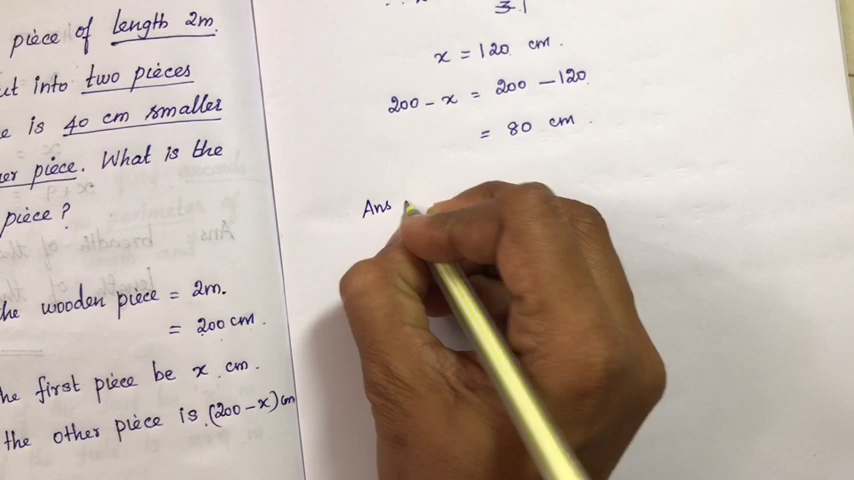 piece of length 2m.
ut into two pieces
e is 40 cm smaller
er piece. What is the
piece?
he wooden piece = 2m.
= 200 cm.
he first piece be x cm.
the other piece is (200 - x) cm
x = 120 cm.
200 - x = 200 - 120
= 80 cm.
Ans